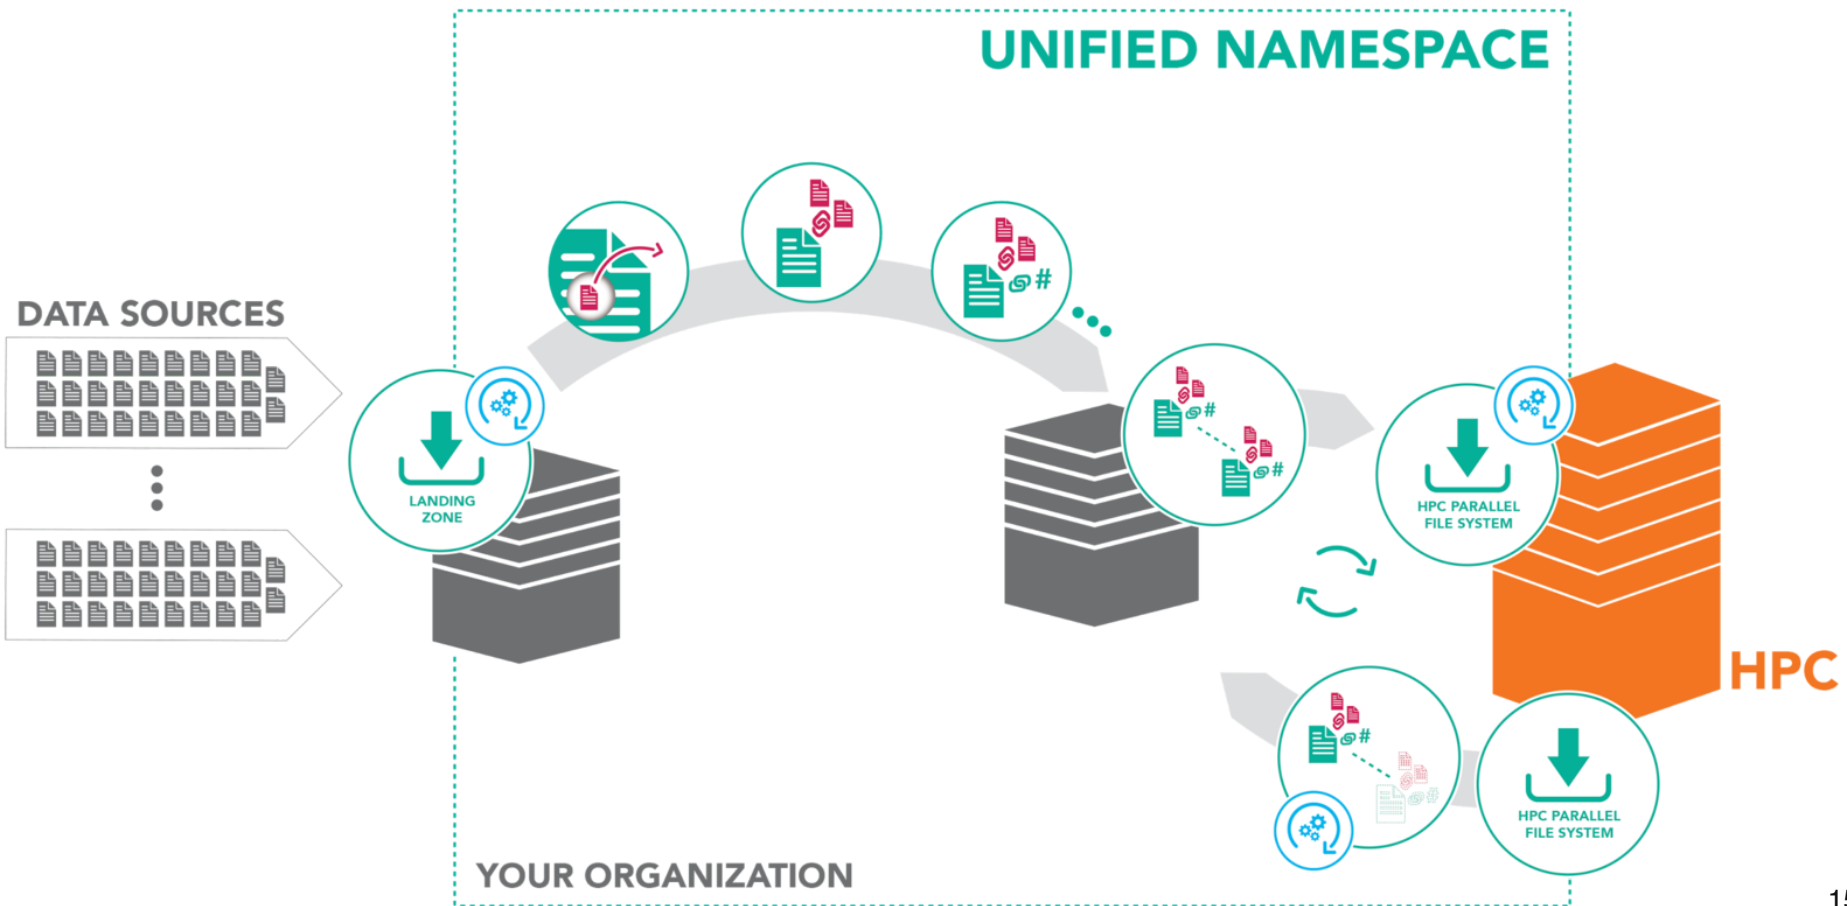 UNIFIED NAMESPACE
DATA SOURCES
LANDING
ZONE
#
#
#
HPC PARALLEL
FILE SYSTEM
HPC
#
#
HPC PARALLEL
FILE SYSTEM
YOUR ORGANIZATION